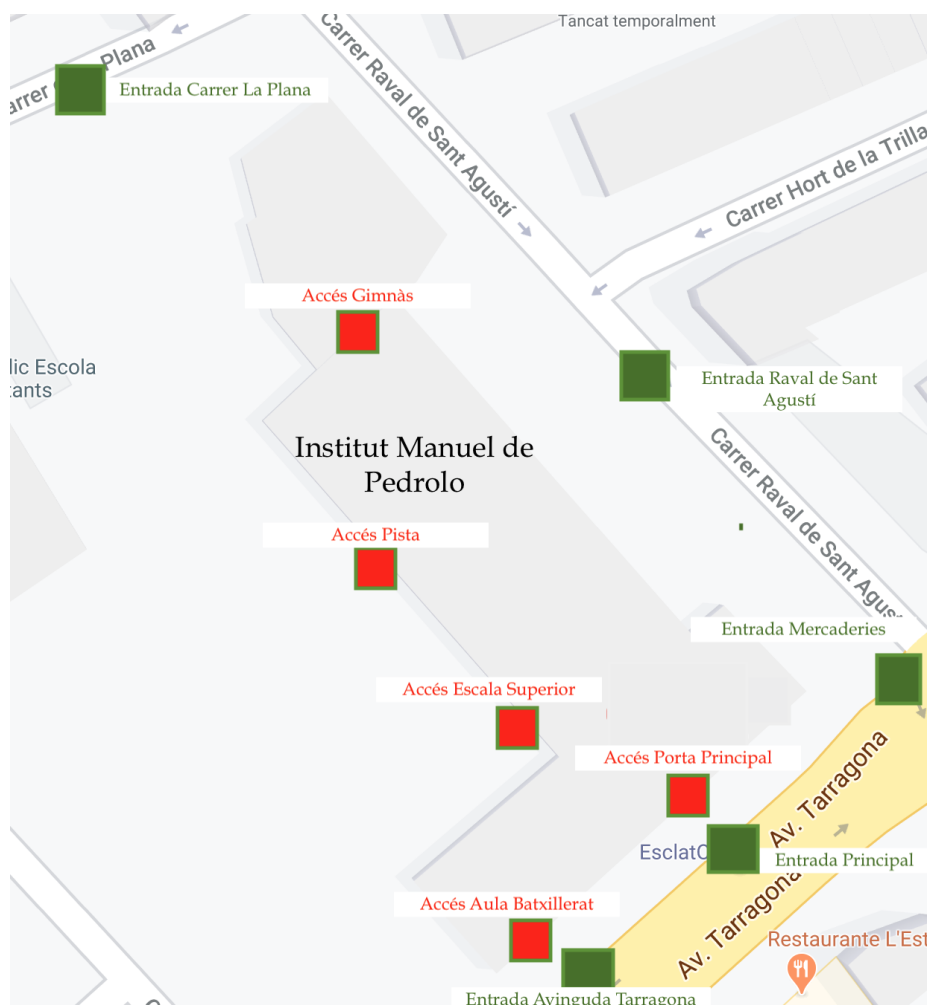 Tancat temporalment
Plana
Entrada Carrer La Plana
Carrer Raval de Sant Agustí
Carrer Hort de la Trilla
Accés Gimnàs
lic Escola
tants
Entrada Raval de Sant
Agustí
Institut Manuel de
Pedrolo
Carrer Raval de Sant Agus
Accés Pista
Entrada Mercaderies
Accés Escala Superior
Accés Porta Principal
Av. Tarragona
EsclatO
Entrada Principal
Av. Tarragona
Accés Aula Batxillerat
Restaurante L'Est
Entrada Avinguda Tarragona